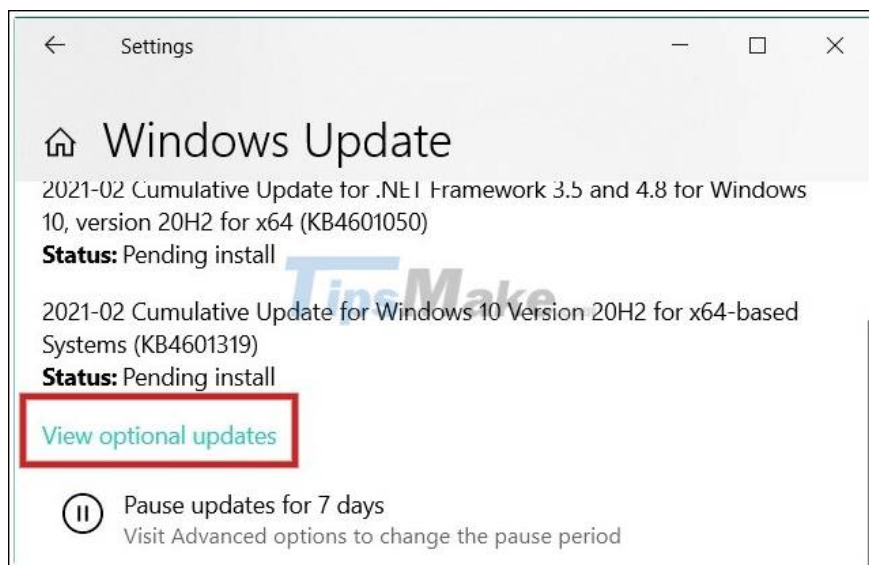 Settings
Windows Update
2021-02 Cumulative Update for .NET Framework 3.5 and 4.8 for Windows
10, version 20H2 for x64 (KB4601050)
Status: Pending install
TipsMake
2021-02 Cumulative Update for Windows 10 Version 20H2 for x64-based
Systems (KB4601319)
Status: Pending install
View optional updates
Pause updates for 7 days
Visit Advanced options to change the pause period